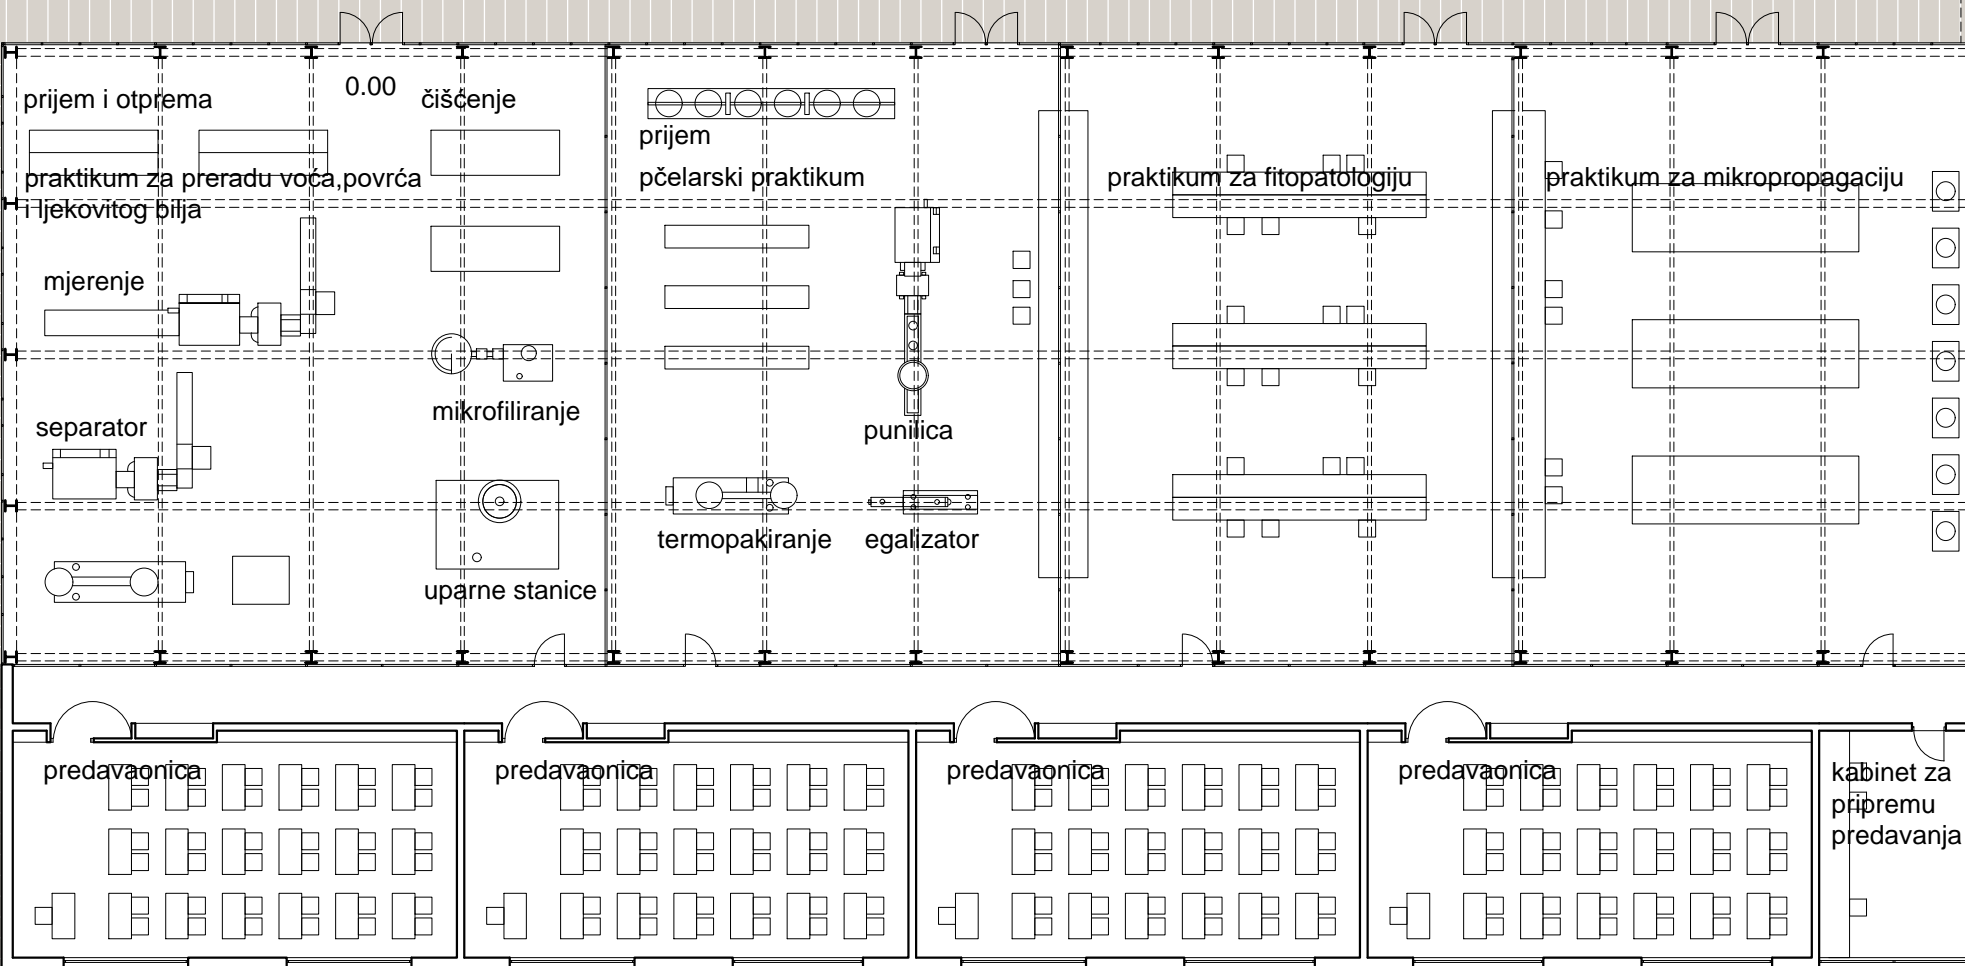 prijem i otprema
0.00
čišćenje
praktikum za preradu voća,povrća
i ljekovitog bilja
mjerenje
separator
mikrofiliranje
uparne stanice
prijem
pčelarski praktikum
punilica
termopakiranje
egalizator
praktikum za fitopatologiju
praktikum za mikropropagaciju
predavaonica
predavaonica
predavaonica
predavaonica
kabinet za
pripremu
predavanja